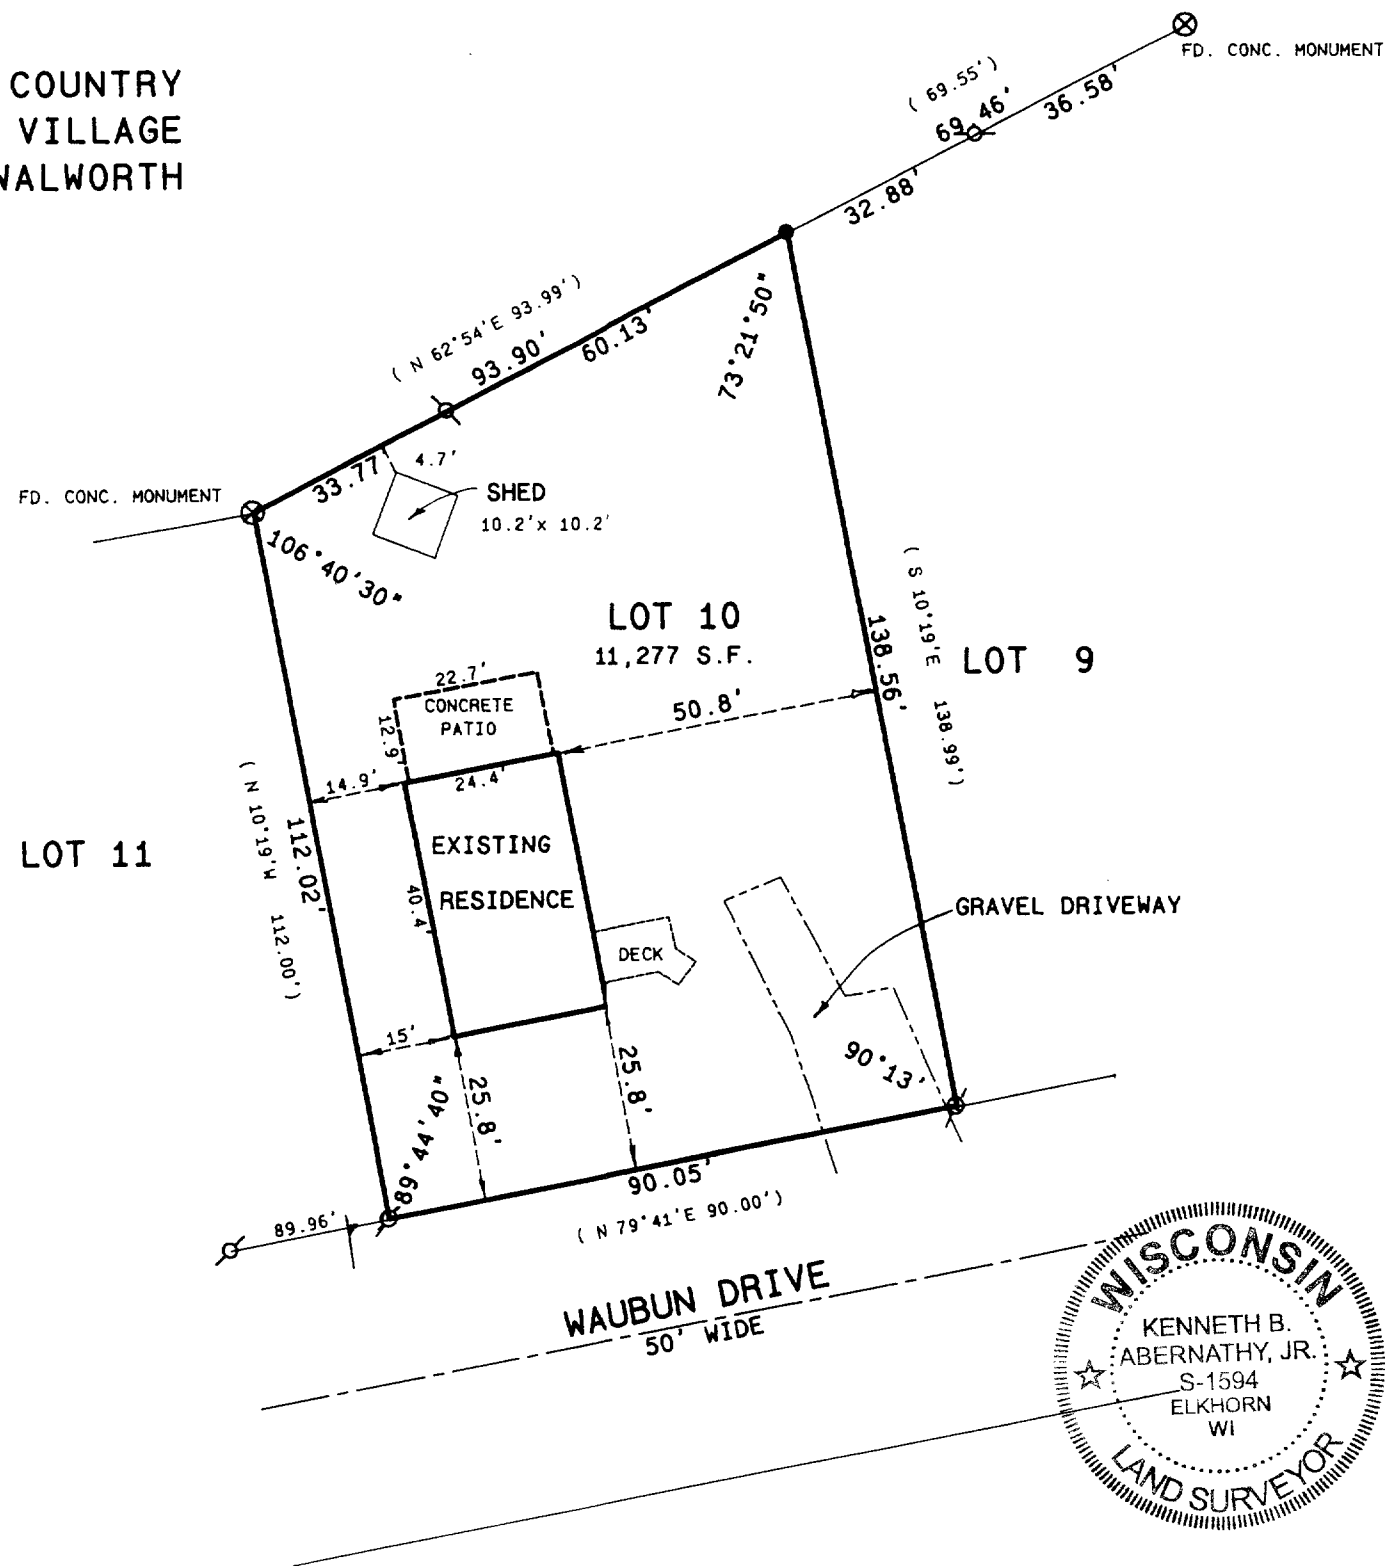 COUNTRY
VILLAGE
WALWORTH
FD. CONC. MONUMENT
( 69.55' )
69.46'
36.58'
32.88'
( N 62°54'E 93.99' )
93.90'
60.13'
73°21'50"
33.77'
4.7'
FD. CONC. MONUMENT
SHED
10.2'x 10.2'
106°40'30"
LOT 10
11,277 S.F.
( S 10°19'E 138.99' )
138.56'
LOT 9
22.7'
CONCRETE
PATIO
12.9'
50.8'
14.9'
24.4'
( N 10°19'W 112.00' )
112.02'
LOT 11
EXISTING
RESIDENCE
40.4'
GRAVEL DRIVEWAY
DECK
15'
25.8'
25.8'
90°13'
89°44'40"
90.05'
( N 79°41'E 90.00' )
89.96'
WAUBUN DRIVE
50' WIDE
WISCONSIN
KENNETH B.
ABERNATHY, JR.
S-1594
ELKHORN
WI
LAND SURVEYOR